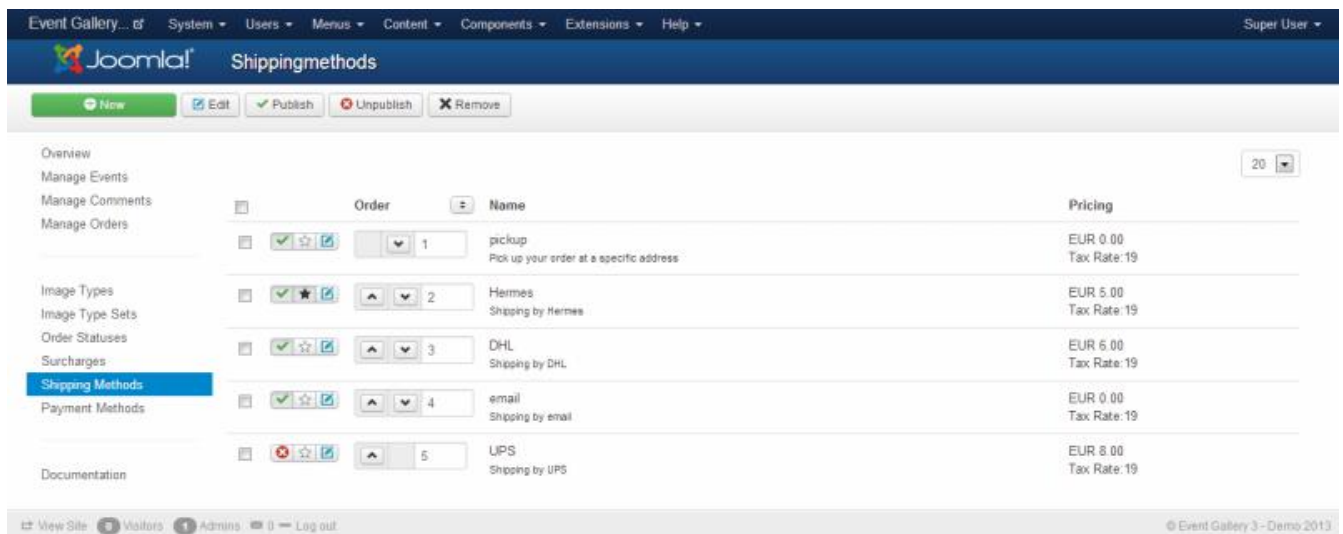 Event Gallery... System Users Menus Content Components Extensions Help Super User
Joomla! Shippingmethods
New Edit Publish Unpublish Remove
Overview
20
Manage Events
Manage Comments
Manage Orders
Order Name Pricing
1 pickup EUR 0.00
Pick up your order at a specific address Tax Rate:19
Image Types
Image Type Sets
Order Statuses
Surcharges
Shipping Methods
Payment Methods
Documentation
2 Hermes EUR 5.00
Shipping by Hermes Tax Rate:19
3 DHL EUR 6.00
Shipping by DHL Tax Rate:19
4 email EUR 0.00
Shipping by email Tax Rate:19
5 UPS EUR 8.00
Shipping by UPS Tax Rate:19
View Site Visitors 1 Admins 0 Log out © Event Gallery 3 - Demo 2013